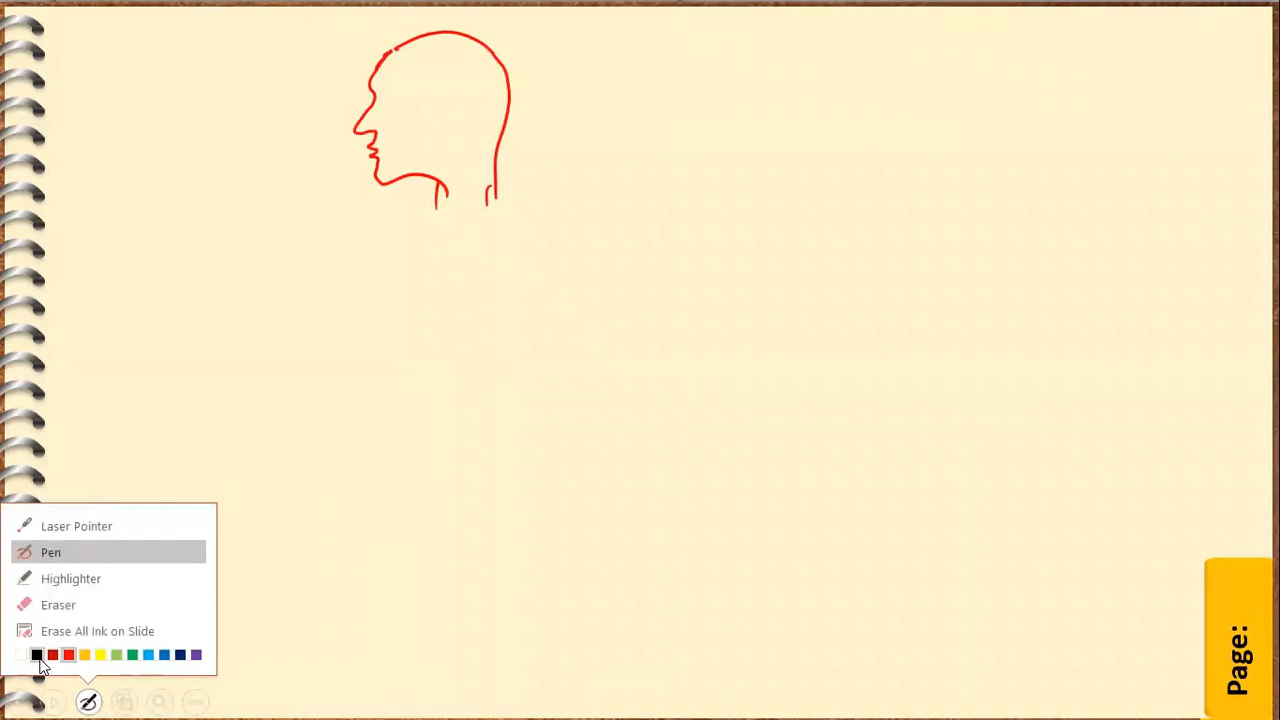 Laser Pointer
Pen
Highlighter
Eraser
Erase All Ink on Slide
Page: